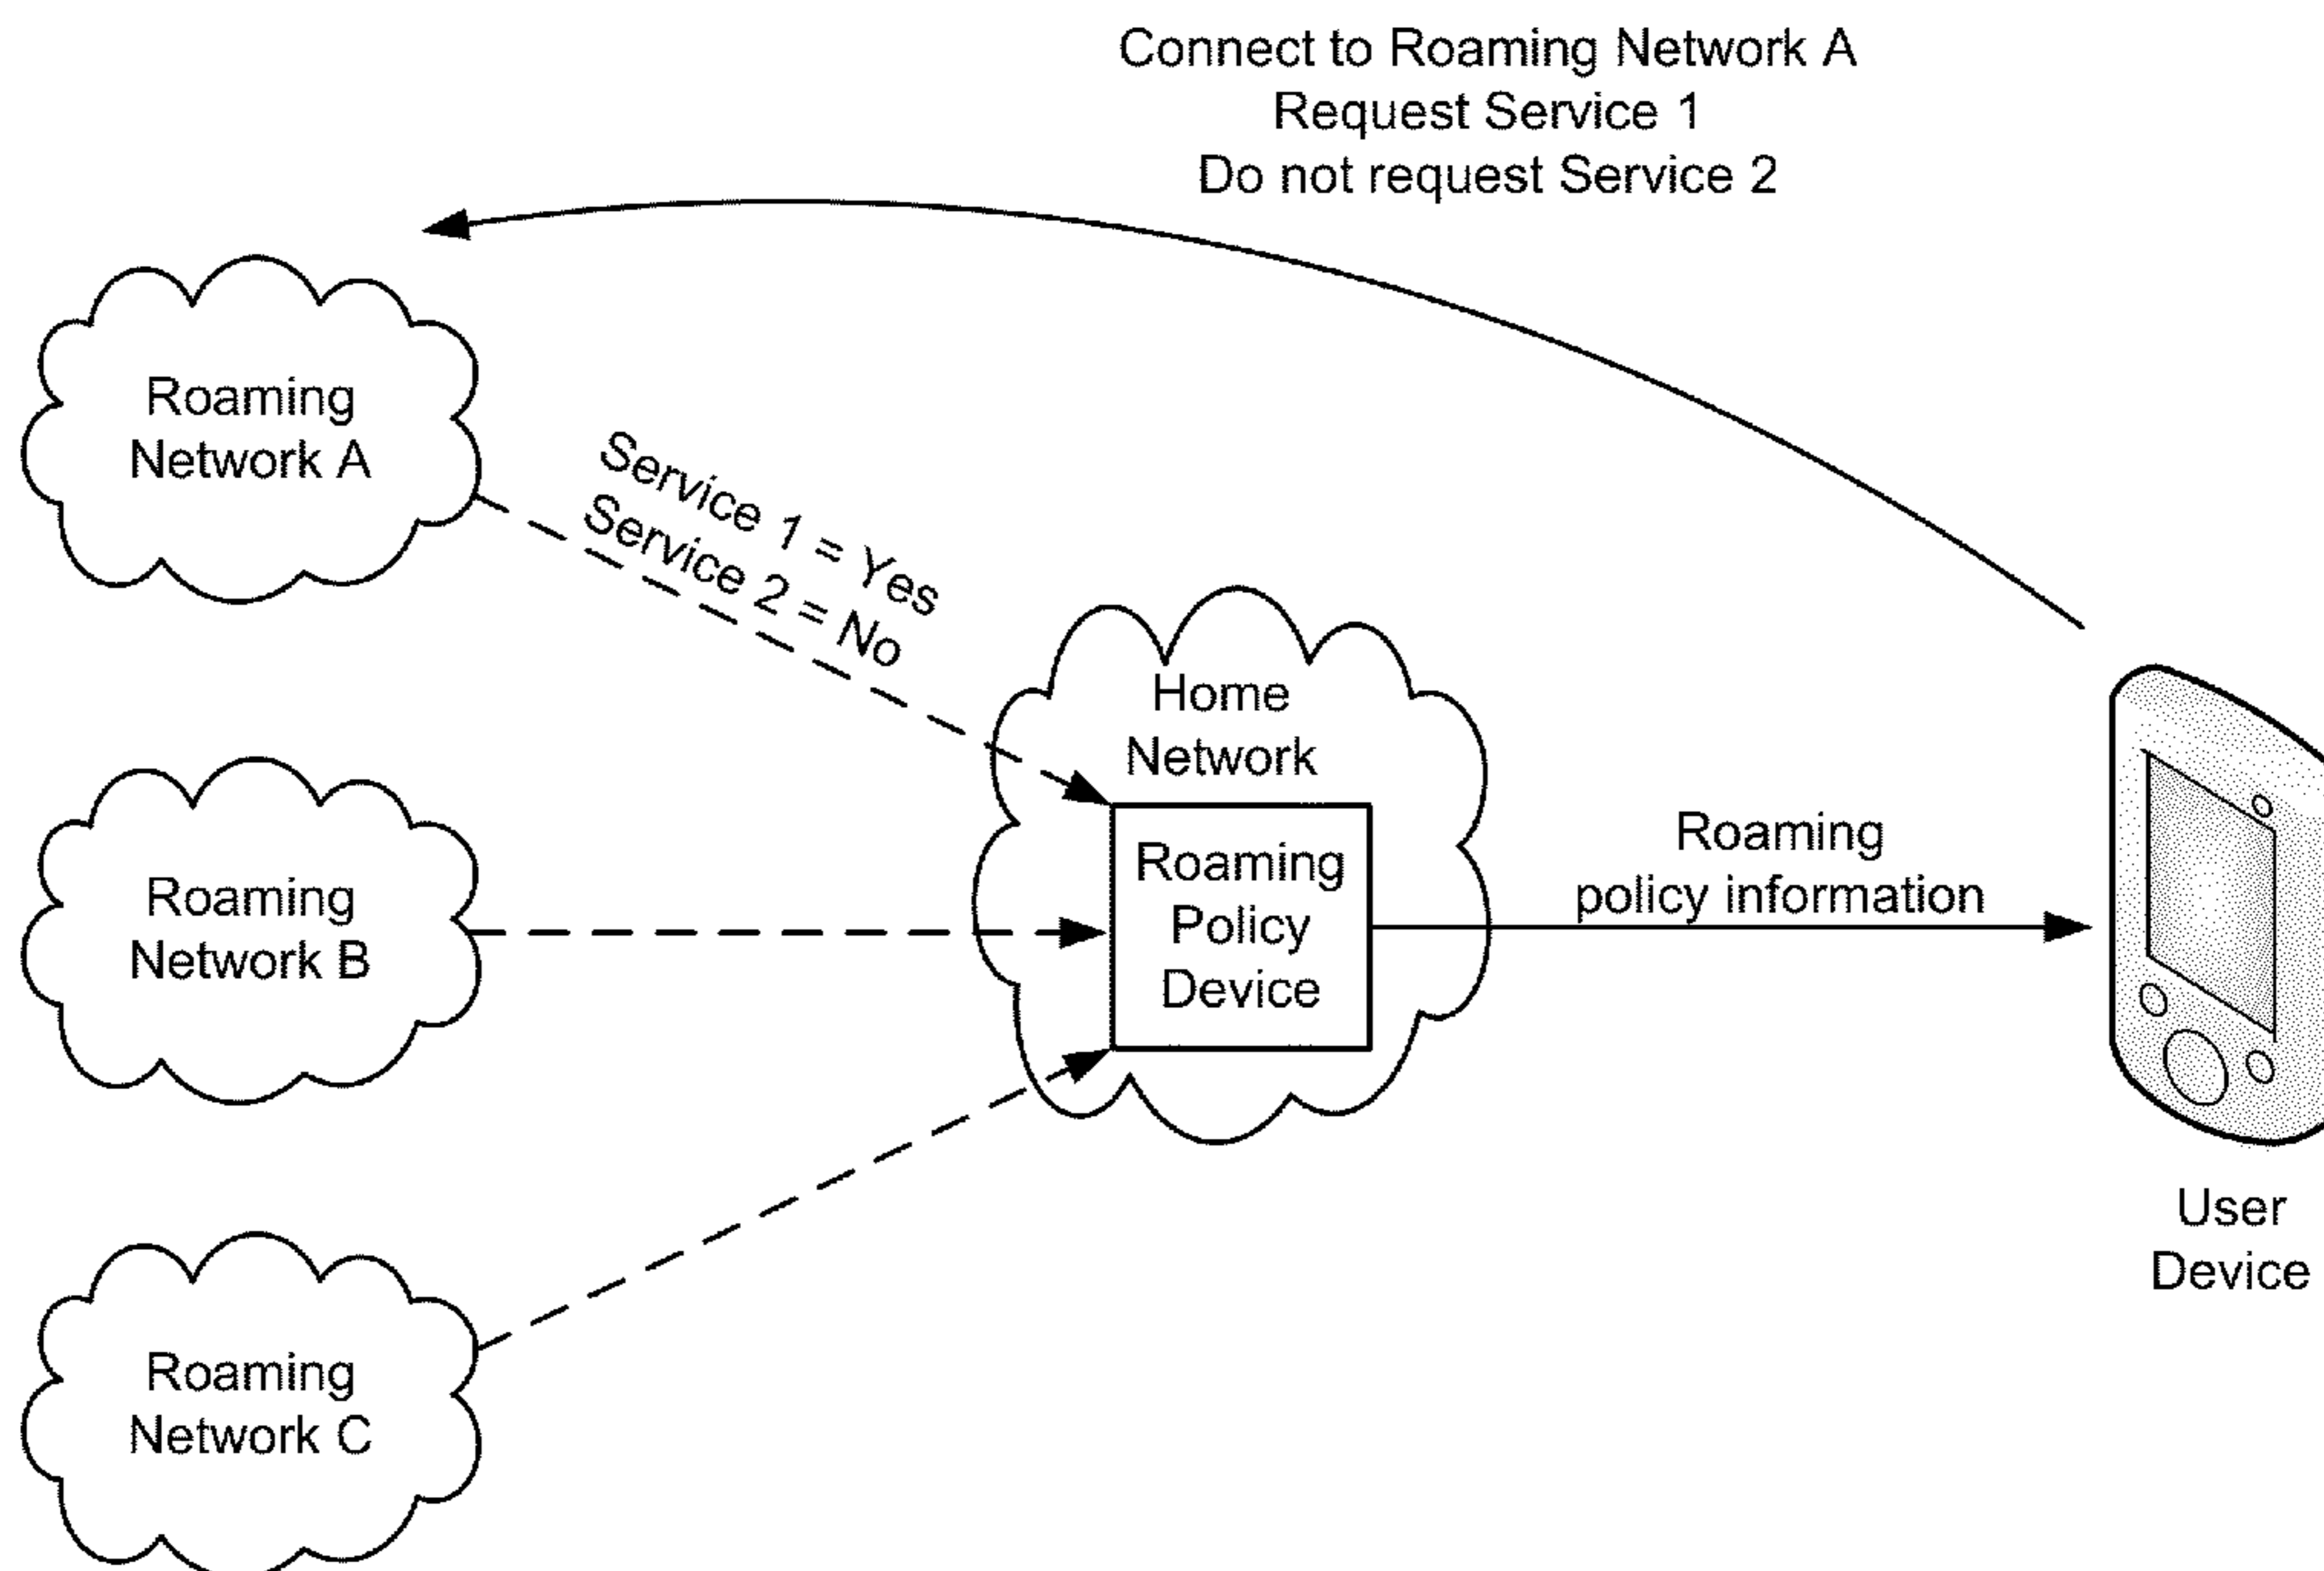 Connect to Roaming Network A
Request Service 1
Do not request Service 2
Roaming
Network A
Service 1 = Yes
Service 2 = No
Home
Network
Roaming
Policy
Device
Roaming
policy information
Roaming
Network B
User
Device
Roaming
Network C